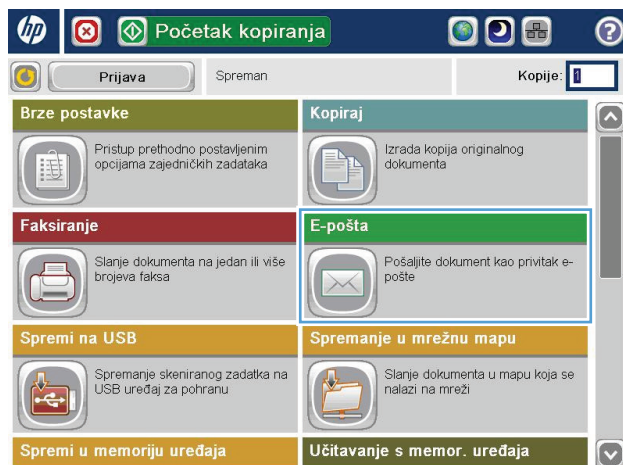 hp
Početak kopiranja
?
Prijava
Spreman
Kopije: 1
Brze postavke
Pristup prethodno postavljenim
opcijama zajedničkih zadataka
Kopiraj
Izrada kopija originalnog
dokumenta
Faksiranje
Slanje dokumenta na jedan ili više
brojeva faksa
E-pošta
Pošaljite dokument kao privitak e-
pošte
Spremi na USB
Spremanje skeniranog zadatka na
USB uređaj za pohranu
Spremanje u mrežnu mapu
Slanje dokumenta u mapu koja se
nalazi na mreži
Spremi u memoriju uređaja
Učitavanje s memor. uređaja